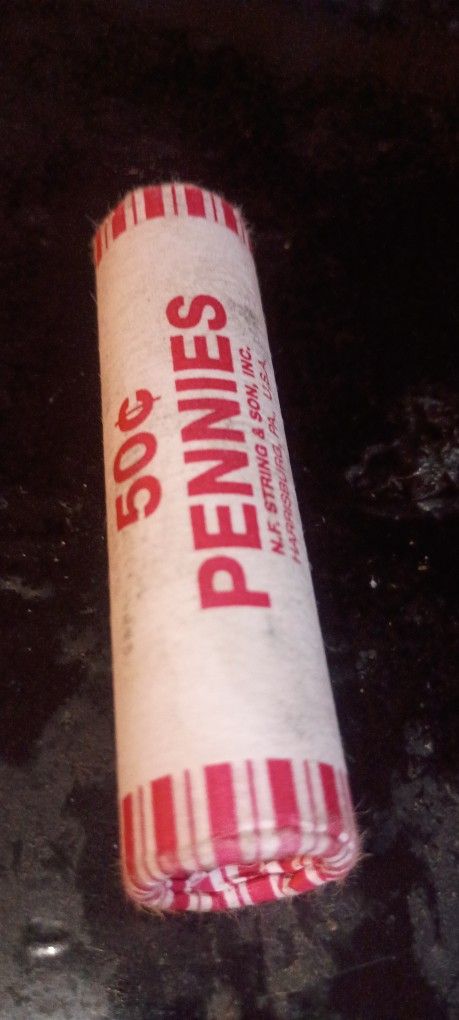 50¢
PENNIES
N.F. STRING & SON, INC.
HARRISBURG, PA., U.S.A.